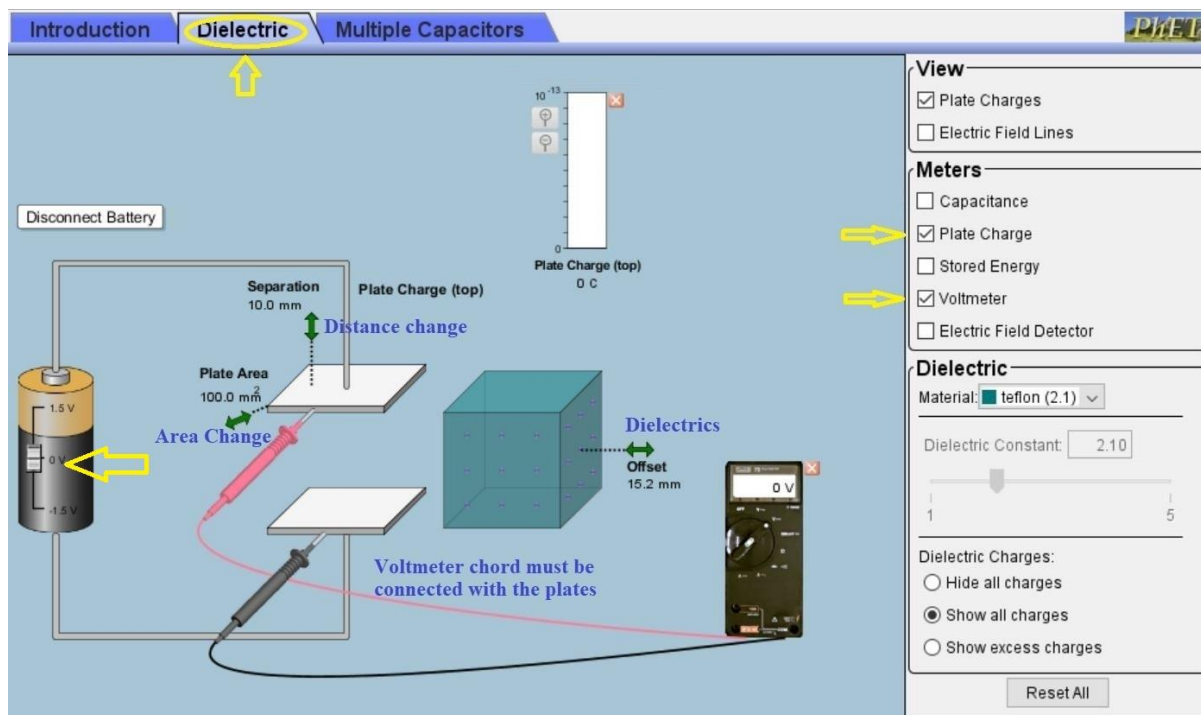 Introduction
Dielectric
Multiple Capacitors
PhET
View
Plate Charges
Electric Field Lines
Meters
Capacitance
Plate Charge
Stored Energy
Voltmeter
Electric Field Detector
Dielectric
Material: teflon (2.1)
Dielectric Constant: 2.10
1 5
Dielectric Charges:
Hide all charges
Show all charges
Show excess charges
Reset All
10 -13
0
Plate Charge (top)
0 C
Disconnect Battery
Separation
10.0 mm
Plate Charge (top)
Distance change
Plate Area
100.0 mm2
Area Change
1.5 V
0 V
-1.5 V
Dielectrics
Offset
15.2 mm
0 V
Voltmeter chord must be
connected with the plates